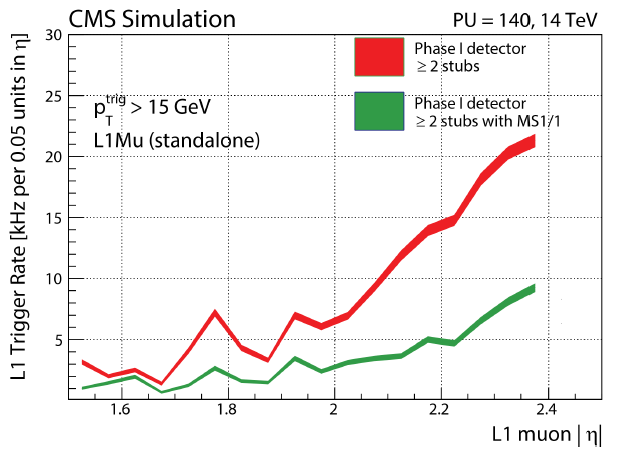 CMS Simulation PU = 140, 14 TeV
L1 Trigger Rate [kHz per 0.05 units in η]
30
25
20
15
10
5
p_T^trig > 15 GeV
L1Mu (standalone)
Phase I detector
≥ 2 stubs
Phase I detector
≥ 2 stubs with MS1/1
1.6 1.8 2 2.2 2.4
L1 muon | η|